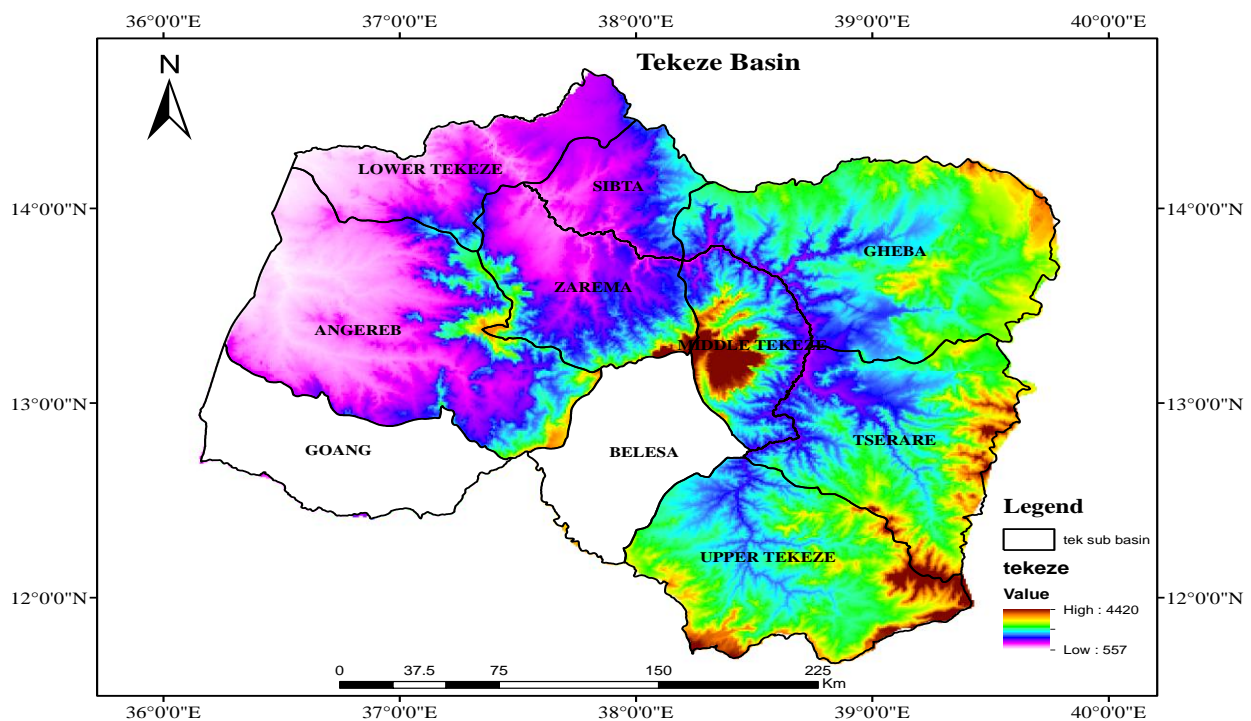 36°0'0"E 37°0'0"E 38°0'0"E 39°0'0"E 40°0'0"E
Tekeze Basin
N
LOWER TEKEZE
SIBTA
14°0'0"N 14°0'0"N
GHEBA
ZAREMA
ANGEREB
MIDDLE TEKEZE
13°0'0"N 13°0'0"N
TSERARE
GOANG
BELESA
Legend
tek sub basin
UPPER TEKEZE
tekeze
Value
12°0'0"N 12°0'0"N
High : 4420
Low : 557
0 37.5 75 150 225
Km
36°0'0"E 37°0'0"E 38°0'0"E 39°0'0"E 40°0'0"E